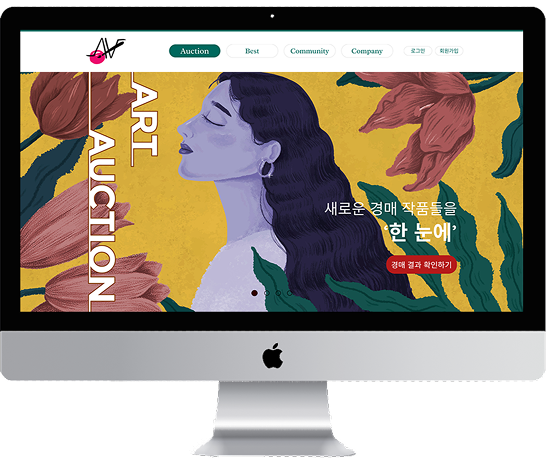 AW
Auction
Best
Community
Company
로그인
회원가입
ART
AUCTION
새로운 경매 작품들을
‘한 눈에’
경매 결과 확인하기